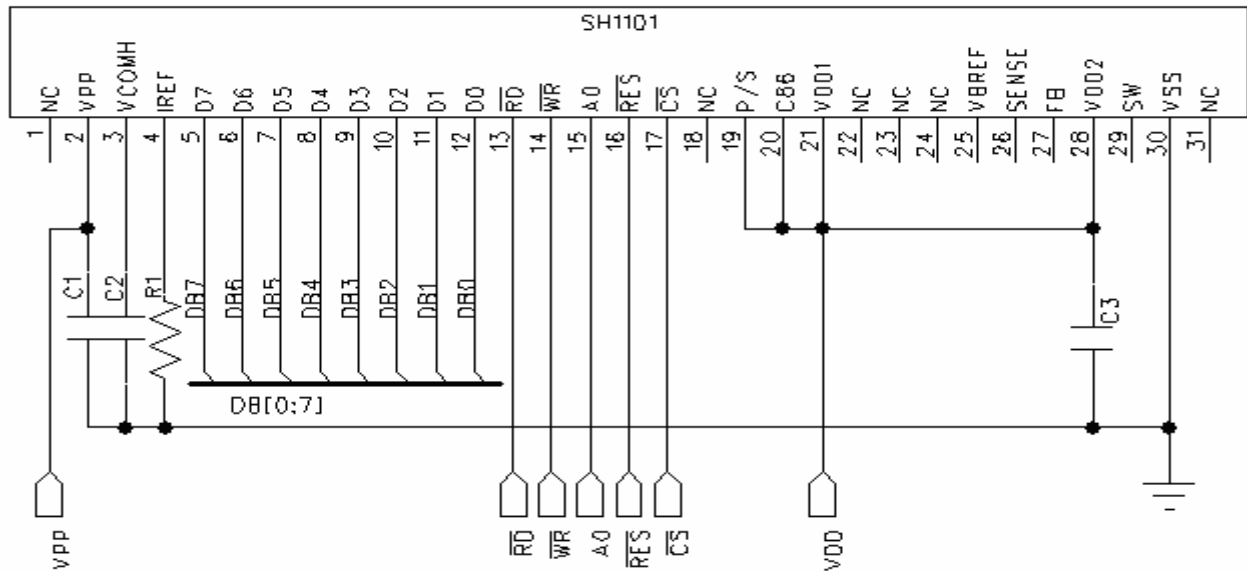 SH1101
NC VPP VCOMH IREF D7 D6 D5 D4 D3 D2 D1 D0 RD WR A0 RES CS NC P/S C86 VDD1 NC NC NC VBREF SENSE FB VDD2 SW VSS NC
1 2 3 4 5 6 7 8 9 10 11 12 13 14 15 16 17 18 19 20 21 22 23 24 25 26 27 28 29 30 31
C1 C2 R1 DB7 DB6 DB5 DB4 DB3 DB2 DB1 DB0 C3
DB[0:7]
VPP RD WR A0 RES CS VDD